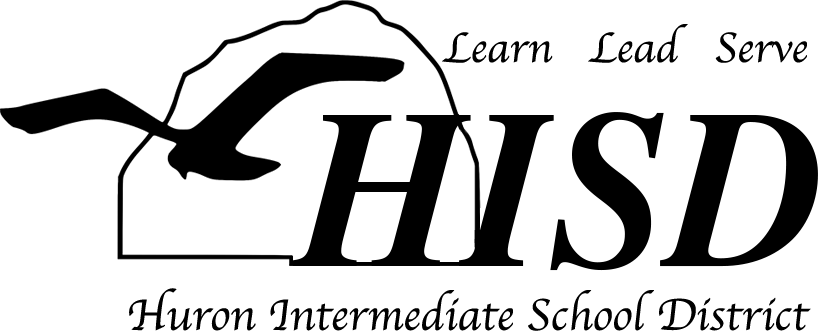 Learn Lead Serve
HISD
Huron Intermediate School District